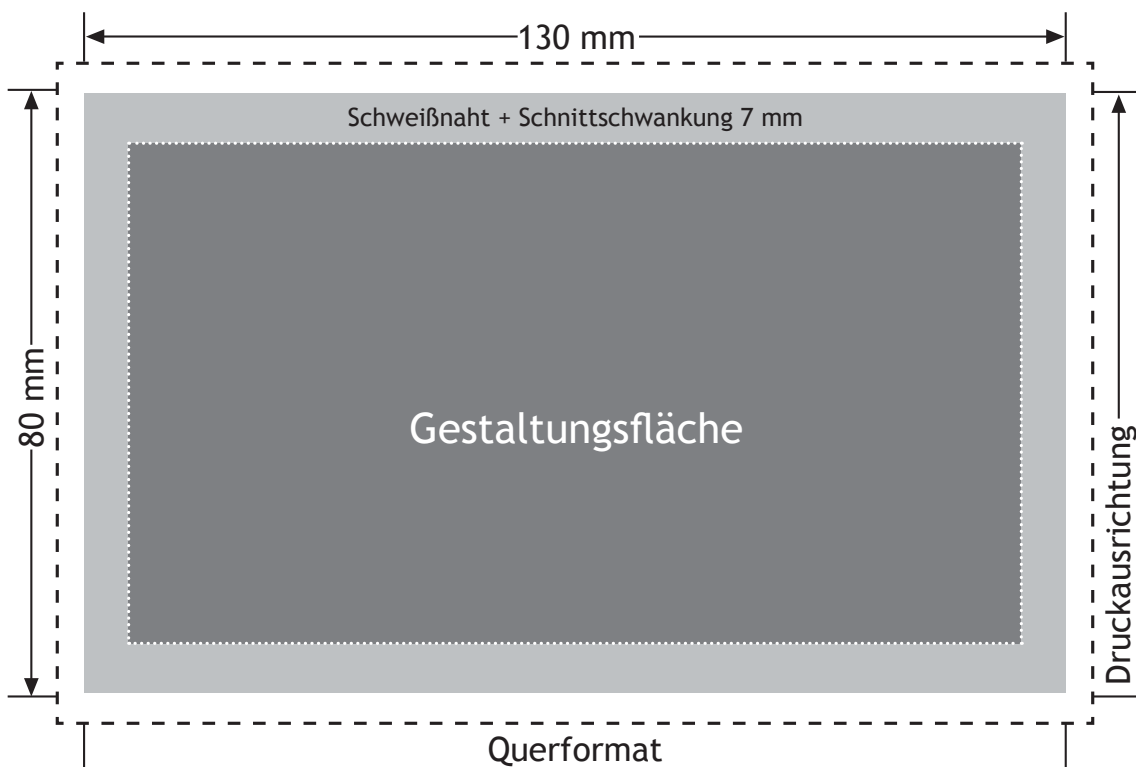 130 mm
Schweißnaht + Schnittschwankung 7 mm
80 mm
Gestaltungsfläche
Druckausrichtung
Querformat